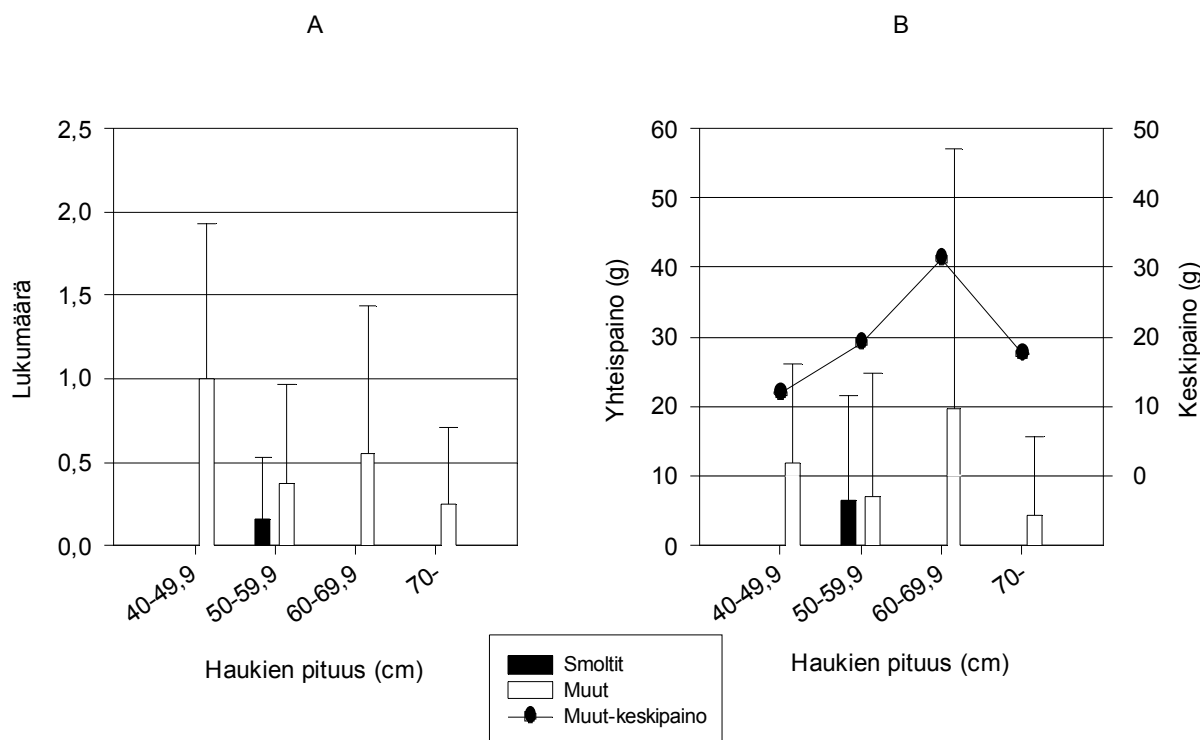 A
B
2,5
2,0
1,5
1,0
0,5
0,0
Lukumäärä
40-49,9
50-59,9
60-69,9
70-
Haukien pituus (cm)
60
50
40
30
20
10
0
Yhteispaino (g)
50
40
30
20
10
0
Keskipaino (g)
40-49,9
50-59,9
60-69,9
70-
Haukien pituus (cm)
Smoltit
Muut
Muut-keskipaino